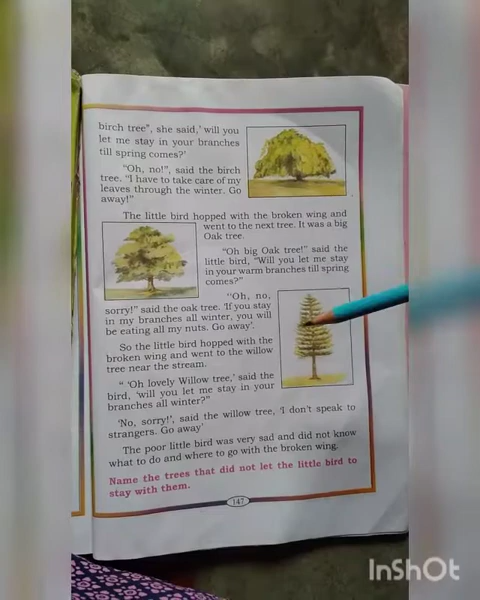 birch tree", she said,' will you
let me stay in your branches
till spring comes?'
"Oh, no!", said the birch
tree. "I have to take care of my
leaves through the winter. Go
away!"
The little bird hopped with the broken wing and
went to the next tree. It was a big
Oak tree.
"Oh big Oak tree!" said the
little bird, "Will you let me stay
in your warm branches till spring
comes?"
"Oh, no,
sorry!" said the oak tree. 'If you stay
in my branches all winter, you will
be eating all my nuts. Go away'.
So the little bird hopped with the
broken wing and went to the willow
tree near the stream.
" 'Oh lovely Willow tree,' said the
bird, 'will you let me stay in your
branches all winter?"
'No, sorry!', said the willow tree, 'I don't speak to
strangers. Go away'
The poor little bird was very sad and did not know
what to do and where to go with the broken wing.
Name the trees that did not let the little bird to
stay with them.
147
InShOt